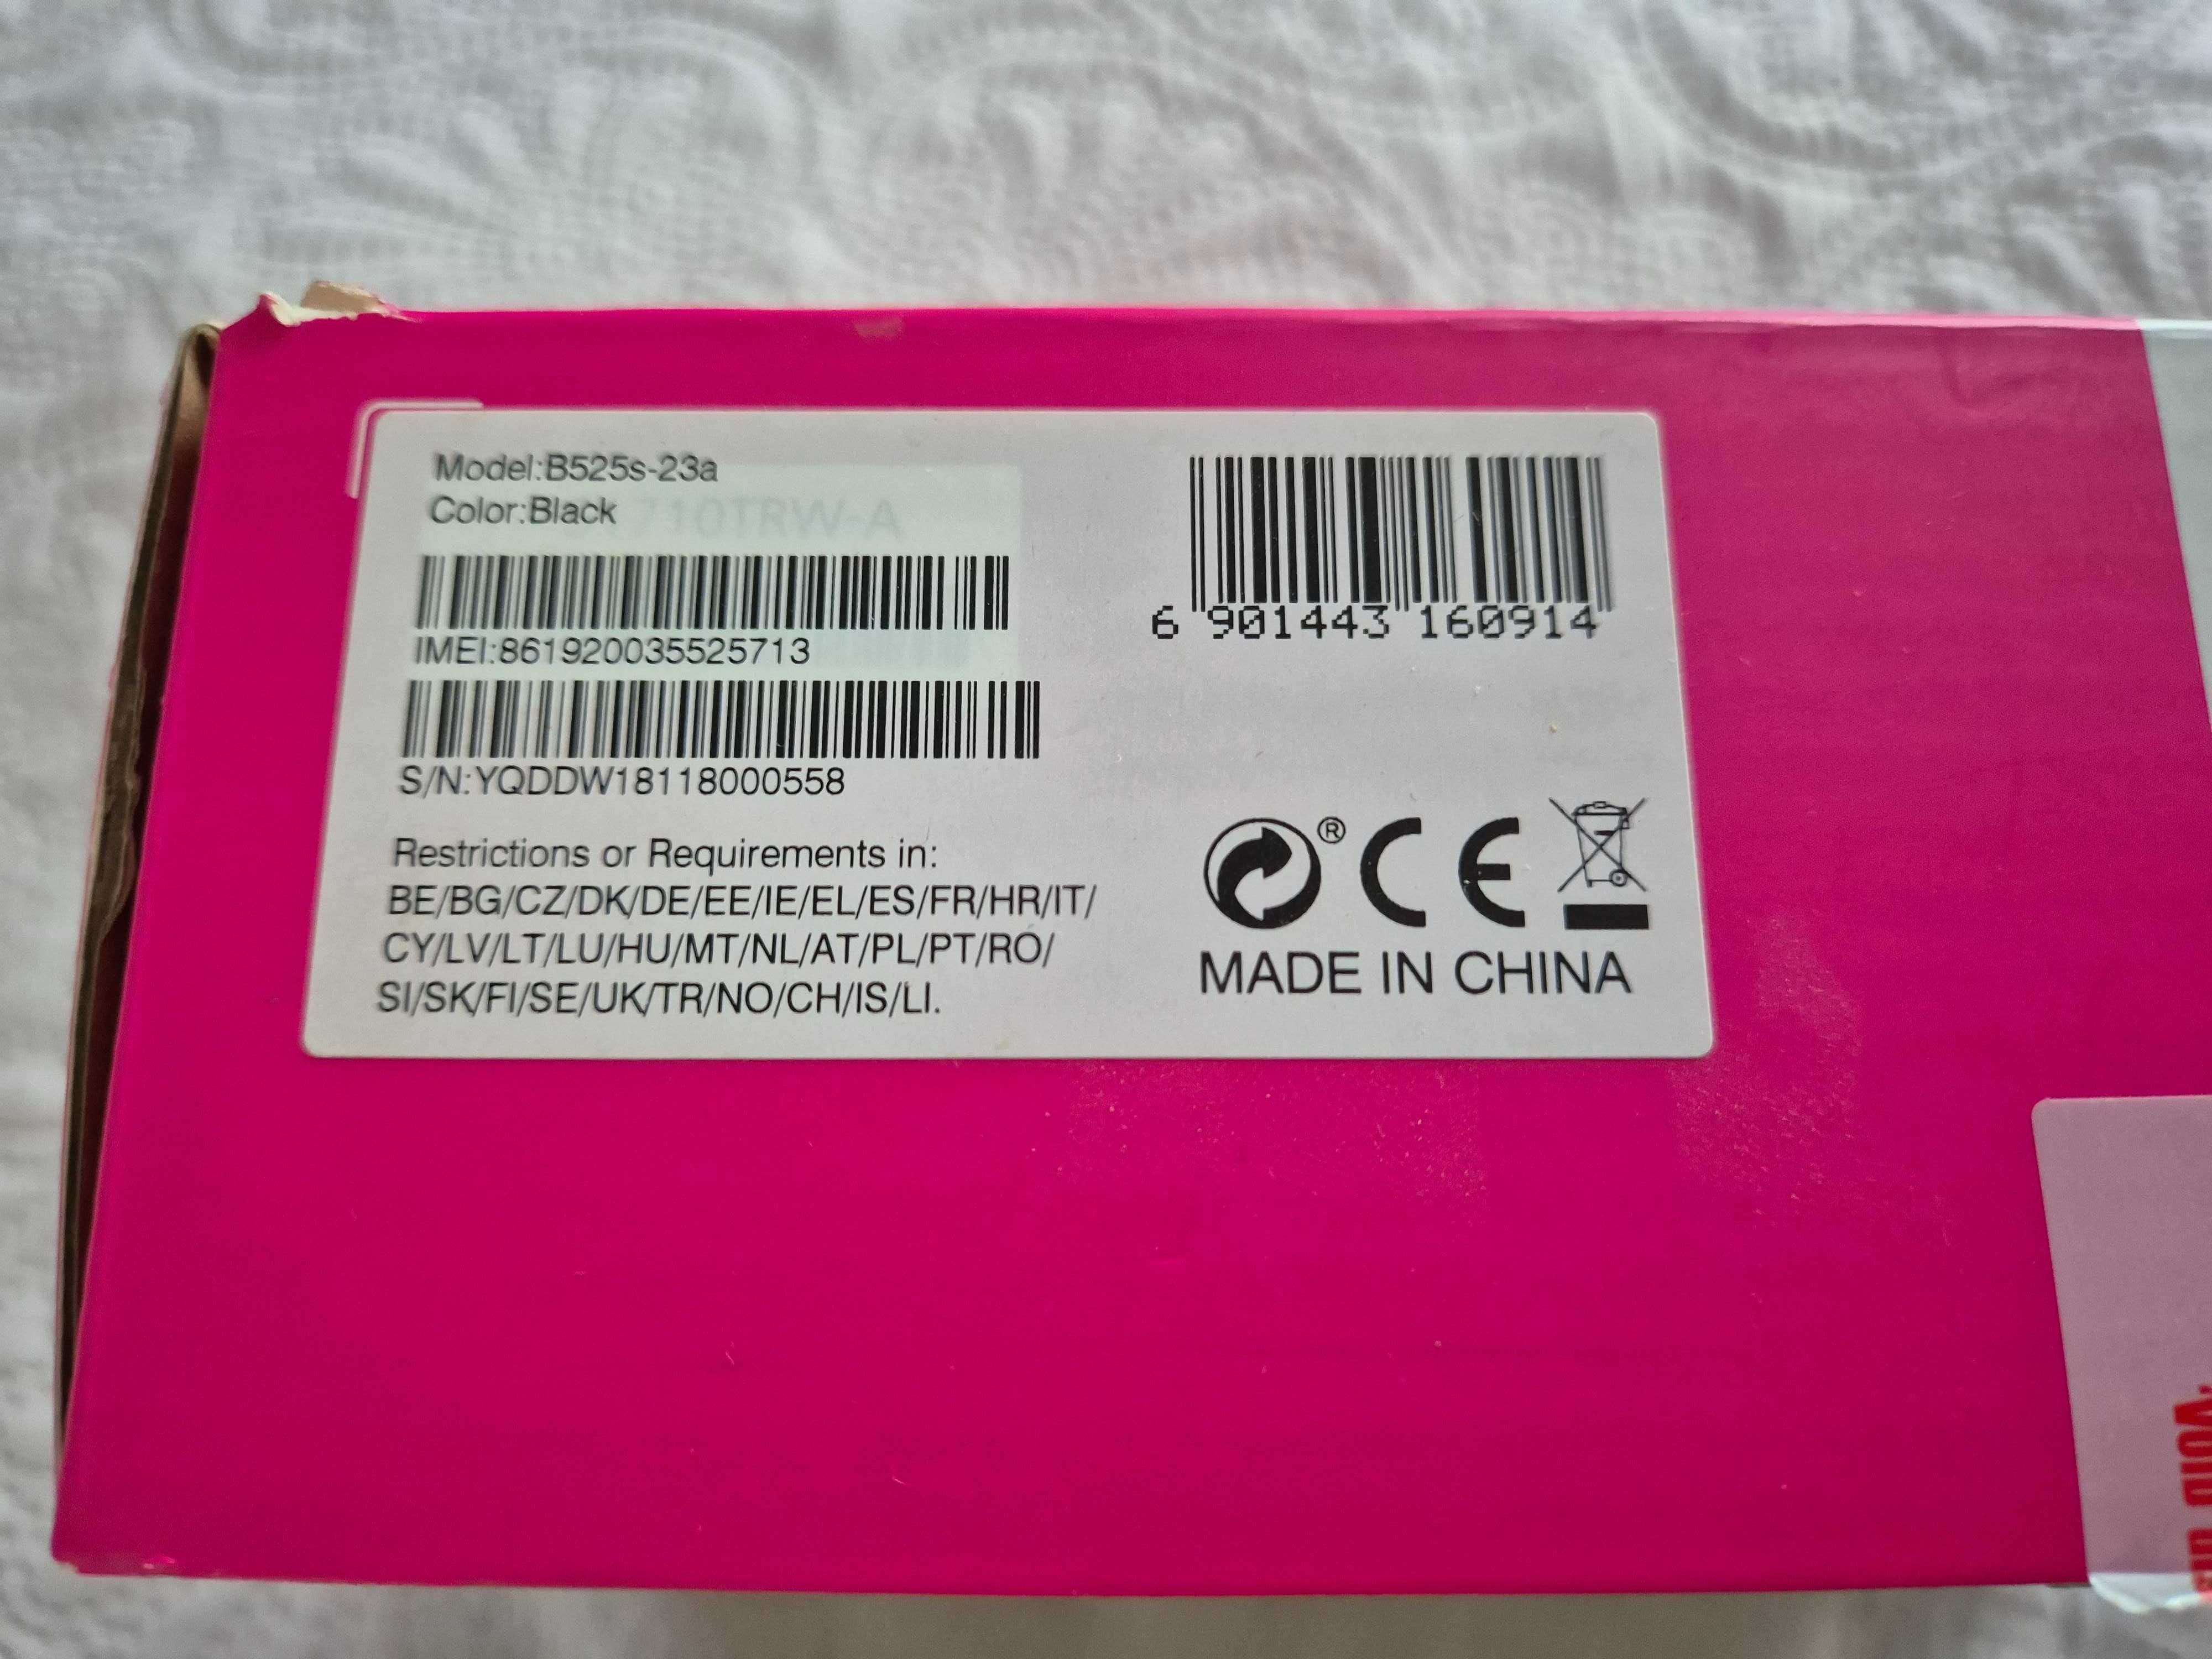 Model:B525s-23a
Color:Black
710TRW-A
IMEI:861920035525713
S/N:YQDDW18118000558
Restrictions or Requirements in:
BE/BG/CZ/DK/DE/EE/IE/EL/ES/FR/HR/IT/
CY/LV/LT/LU/HU/MT/NL/AT/PL/PT/RO/
SI/SK/FI/SE/UK/TR/NO/CH/IS/LI.
6 901443 160914
®
CE
MADE IN CHINA
VOID